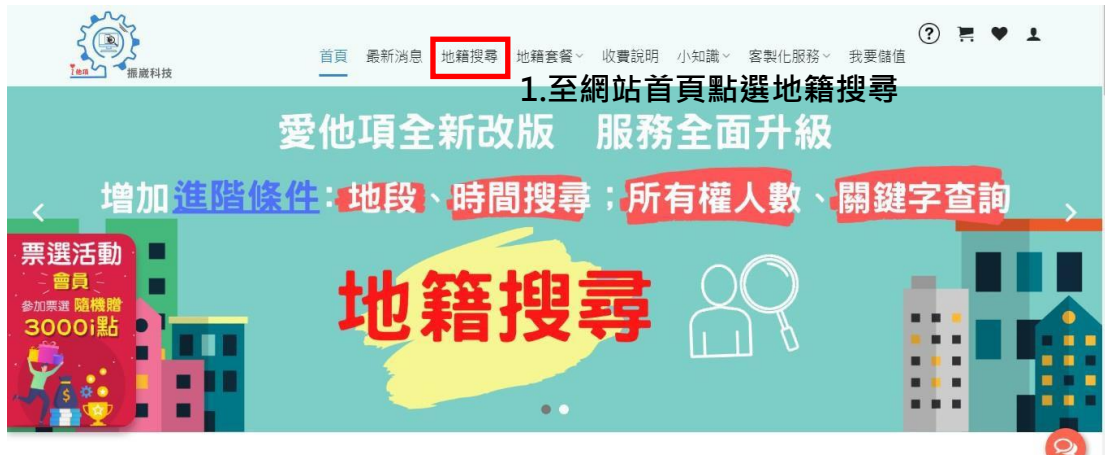 I他項
振嚴科技
首頁 最新消息 地籍搜尋 地籍套餐 收費說明 小知識 客製化服務 我要儲值
1.至網站首頁點選地籍搜尋
愛他項全新改版 服務全面升級
增加進階條件：地段、時間搜尋；所有權人數、關鍵字查詢
地籍搜尋
票選活動
會員
參加票選 隨機贈
3000i點